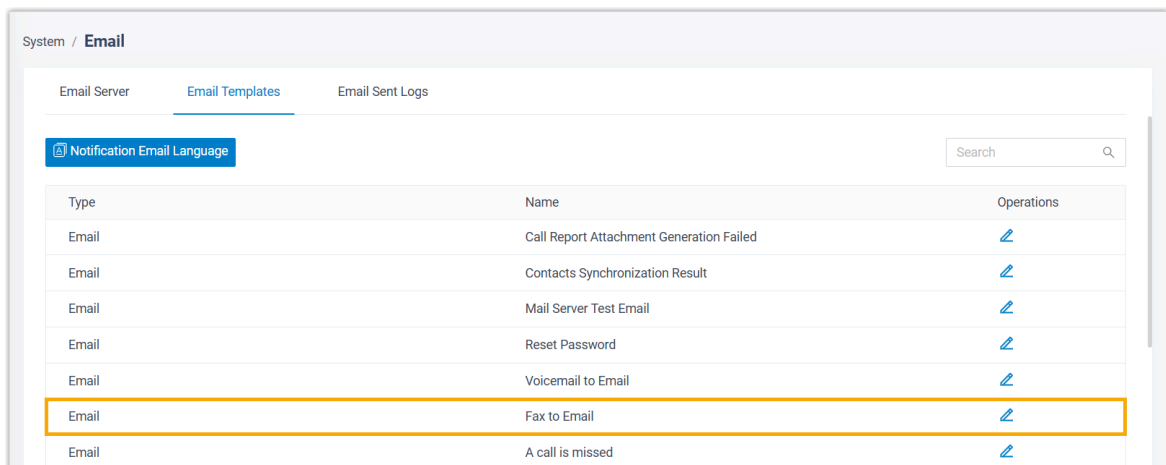 System / Email
Email Server Email Templates Email Sent Logs
Notification Email Language Search
Type Name Operations
Email Call Report Attachment Generation Failed
Email Contacts Synchronization Result
Email Mail Server Test Email
Email Reset Password
Email Voicemail to Email
Email Fax to Email
Email A call is missed